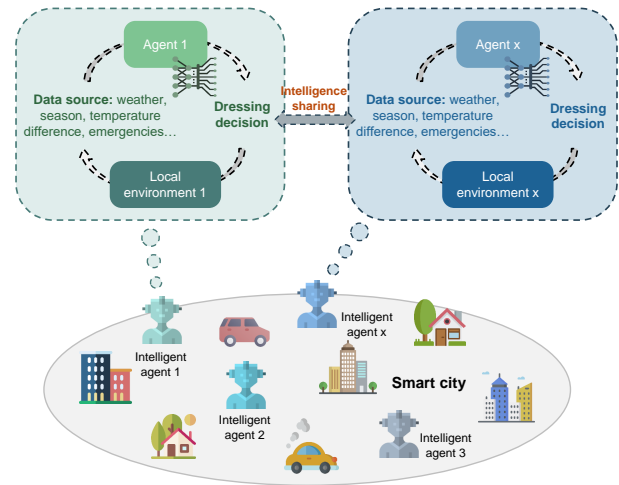 Agent 1
Data source: weather,
season, temperature
difference, emergencies…
Dressing
decision
Local
environment 1
Intelligence
sharing
Agent x
Data source: weather,
season, temperature
difference, emergencies…
Dressing
decision
Local
environment x
Intelligent
agent 1
Intelligent
agent x
Intelligent
agent 2
Smart city
Intelligent
agent 3